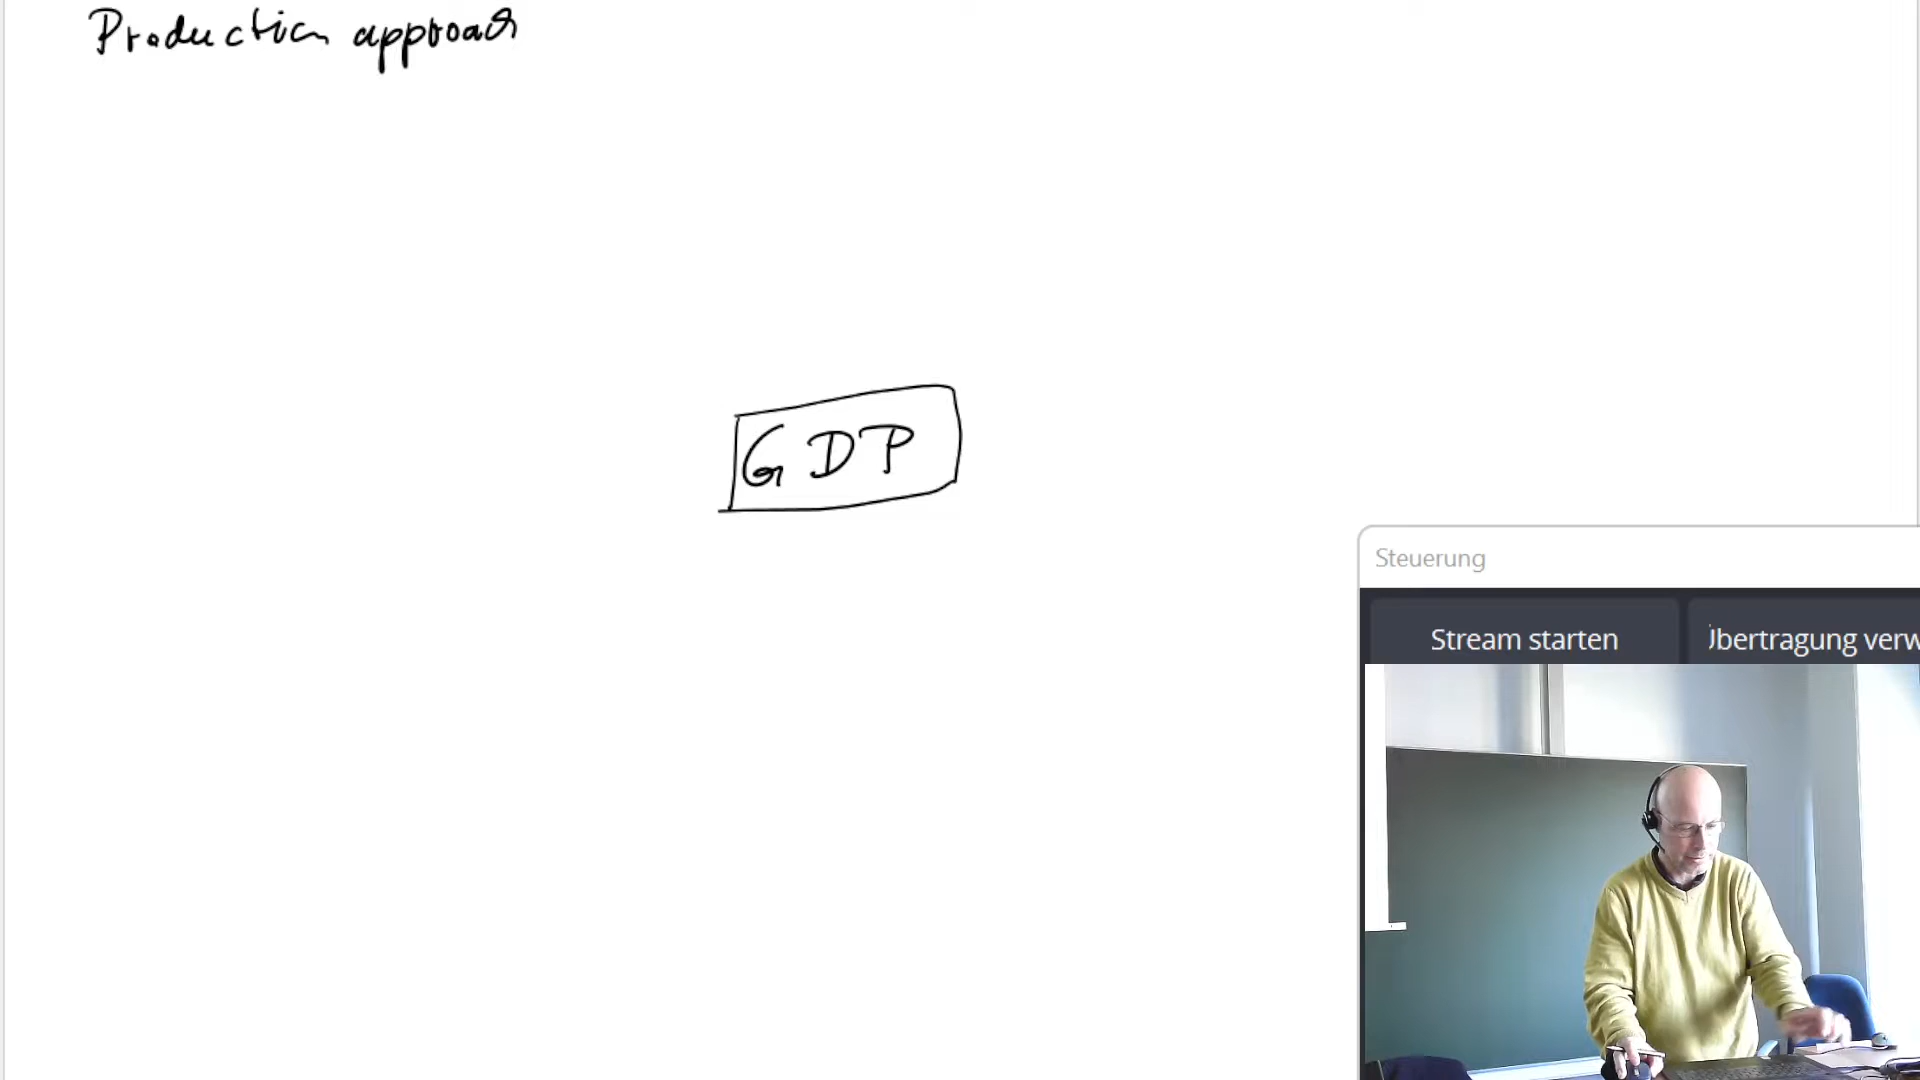 Production approach
GDP
Steuerung
Stream starten
Übertragung verw